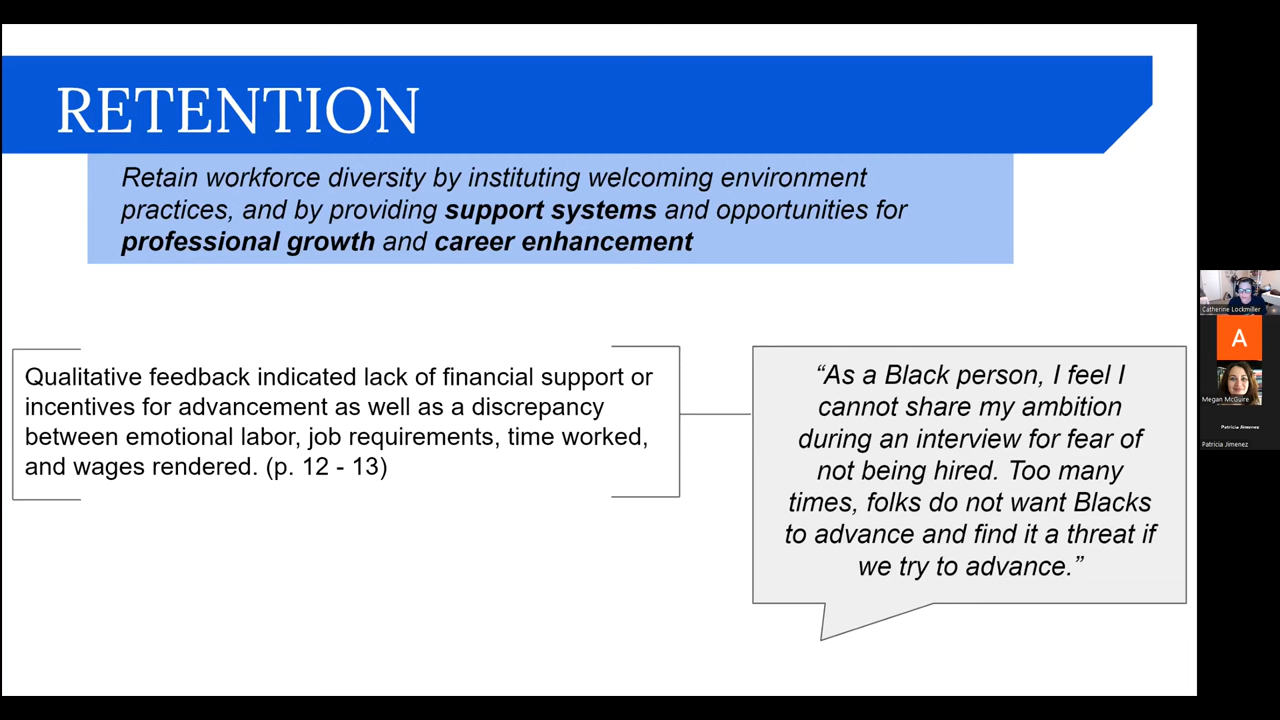 RETENTION
Retain workforce diversity by instituting welcoming environment
practices, and by providing support systems and opportunities for
professional growth and career enhancement
Qualitative feedback indicated lack of financial support or
incentives for advancement as well as a discrepancy
between emotional labor, job requirements, time worked,
and wages rendered. (p. 12 - 13)
“As a Black person, I feel I
cannot share my ambition
during an interview for fear of
not being hired. Too many
times, folks do not want Blacks
to advance and find it a threat if
we try to advance.”
Catherine Lockmiller
A
Megan McGuire
Patricia Jimenez
Patricia Jimenez